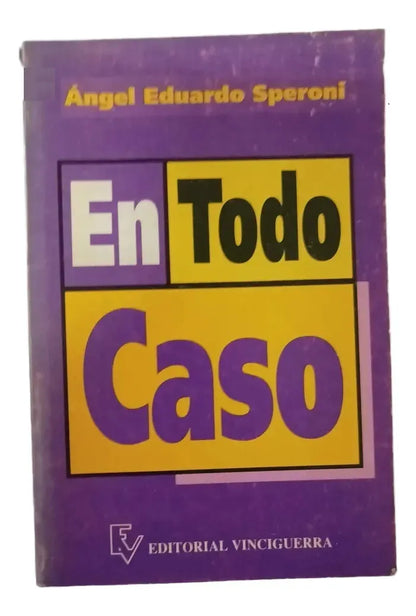 Ángel Eduardo Speroni
En Todo
Caso
EV EDITORIAL VINCIGUERRA